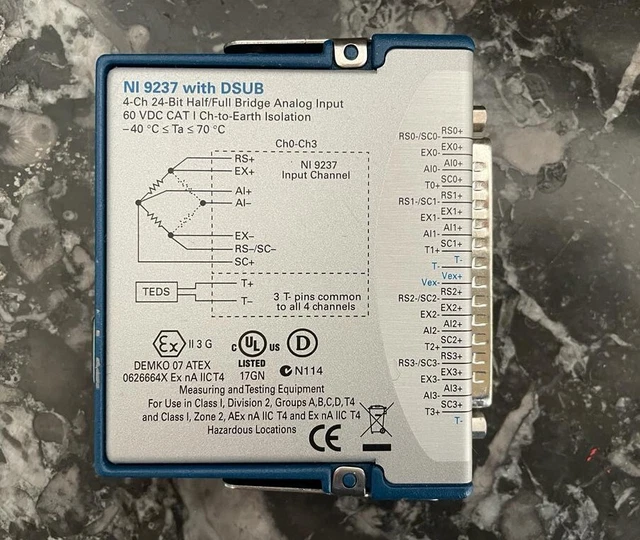 NI 9237 with DSUB
4-Ch 24-Bit Half/Full Bridge Analog Input
60 VDC CAT I Ch-to-Earth Isolation
−40 °C ≤ Ta ≤ 70 °C
Ch0-Ch3
NI 9237
Input Channel
RS+
EX+
AI+
AI−
EX−
RS−/SC−
SC+
TEDS
T+
T−
3 T- pins common
to all 4 channels
Ex II 3 G
c UL US
LISTED
17GN
D
N114
DEMKO 07 ATEX
0626664X Ex nA IIC T4
Measuring and Testing Equipment
For Use in Class I, Division 2, Groups A,B,C,D,T4
and Class I, Zone 2, AEx nA IIC T4 and Ex nA IIC T4
Hazardous Locations
CE
RS0+
RS0-/SC0-
EX0+
EX0-
AI0+
AI0-
SC0+
T0+
RS1+
RS1-/SC1-
EX1+
EX1-
AI1+
AI1-
SC1+
T1+
T-
T-
Vex+
Vex-
RS2+
RS2-/SC2-
EX2+
EX2-
AI2+
AI2-
SC2+
T2+
RS3+
RS3-/SC3-
EX3+
EX3-
AI3+
AI3-
SC3+
T3+
T-